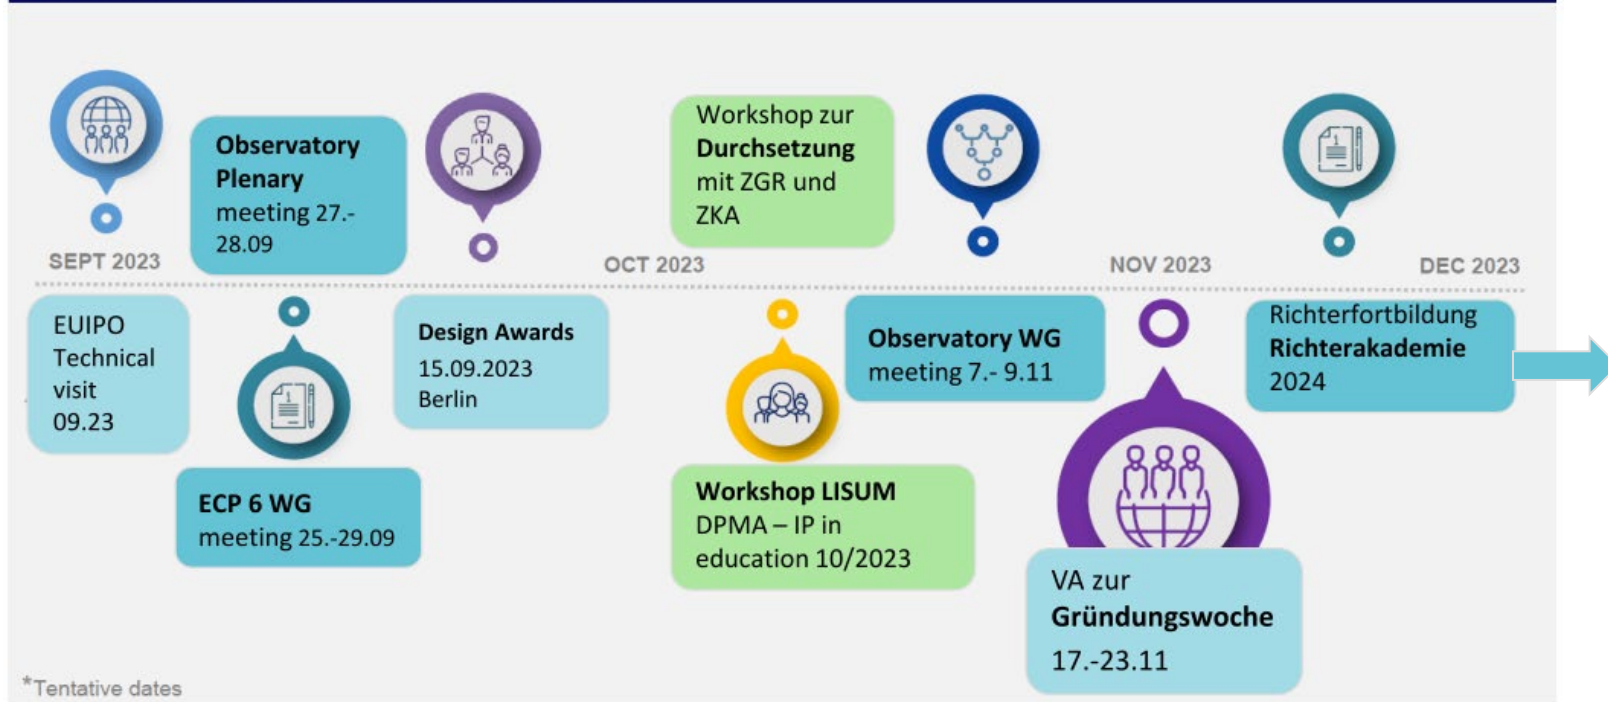 Observatory
Plenary
meeting 27.-
28.09
Workshop zur
Durchsetzung
mit ZGR und
ZKA
SEPT 2023
OCT 2023
NOV 2023
DEC 2023
EUIPO
Technical
visit
09.23
Design Awards
15.09.2023
Berlin
Observatory WG
meeting 7.- 9.11
Richterfortbildung
Richterakademie
2024
ECP 6 WG
meeting 25.-29.09
Workshop LISUM
DPMA – IP in
education 10/2023
VA zur
Gründungswoche
17.-23.11
*Tentative dates